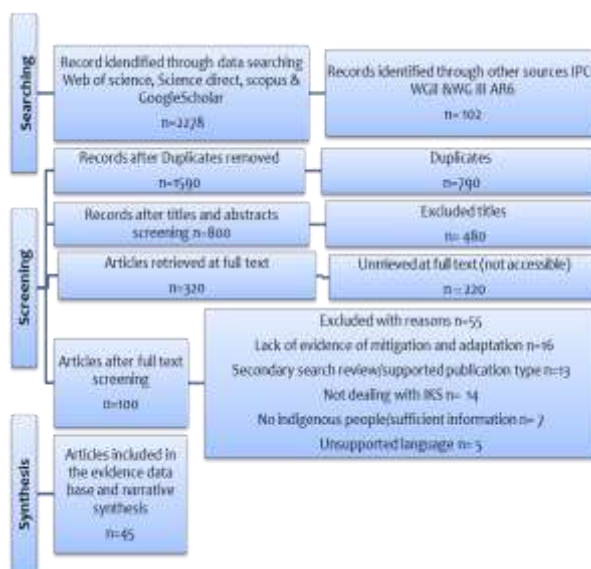 Searching
Record idendified through data searching
Web of science, Science direct, scopus &
GoogleScholar
n=2278
Records identified through other sources IPC
WGII &WG III AR6
n= 102
Screening
Records after Duplicates removed
n=1590
Duplicates
n=790
Records after titles and abstracts
screening n=800
Excluded titles
n= 480
Articles retrieved at full text
n=320
Unrrieved at full text (not accessible)
n= 220
Articles after full text
screening
n=100
Excluded with reasons n=55
Lack of evidence of mitigation and adaptation n=16
Secondary search review/supported publication type n=13
Not dealing with IKS n= 14
No indigenous people/sufficient information n= 7
Unsupported language n= 5
Synthesis
Articles included in
the evidence data
base and narrative
synthesis
n=45